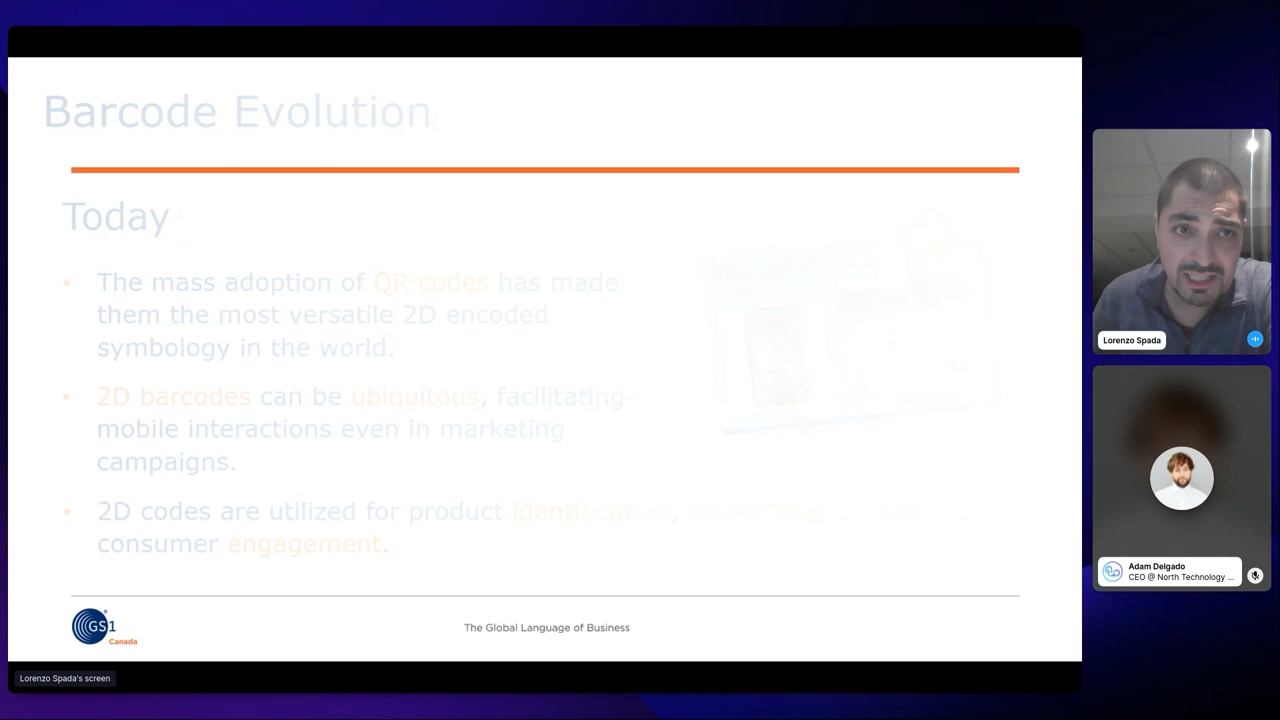 Barcode Evolution
Today
• The mass adoption of QR codes has made
them the most versatile 2D encoded
symbology in the world.
• 2D barcodes can be ubiquitous, facilitating
mobile interactions even in marketing
campaigns.
• 2D codes are utilized for product identification,
consumer engagement.
GS1
Canada
The Global Language of Business
Lorenzo Spada's screen
Lorenzo Spada
Adam Delgado
CEO @ North Technology ...